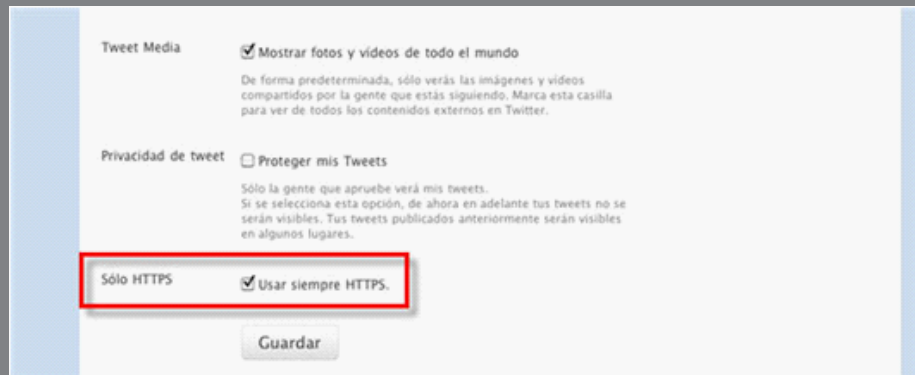 Tweet Media
Mostrar fotos y vídeos de todo el mundo
De forma predeterminada, sólo verás las imágenes y vídeos
compartidos por la gente que estás siguiendo. Marca esta casilla
para ver de todos los contenidos externos en Twitter.
Privacidad de tweet
Proteger mis Tweets
Sólo la gente que apruebe verá mis tweets.
Si se selecciona esta opción, de ahora en adelante tus tweets no se
serán visibles. Tus tweets publicados anteriormente serán visibles
en algunos lugares.
Sólo HTTPS
Usar siempre HTTPS.
Guardar